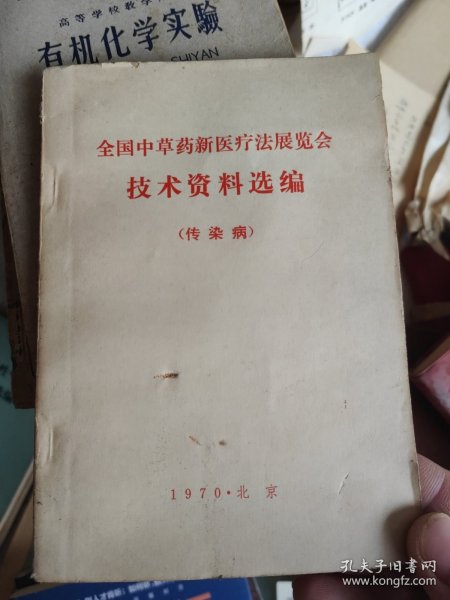 高等学校教学
有机化学实驗
SHIYAN
全国中草药新医疗法展览会
技术资料选编
(传染病)
1970·北京
孔夫子旧书网
www.kongfz.com